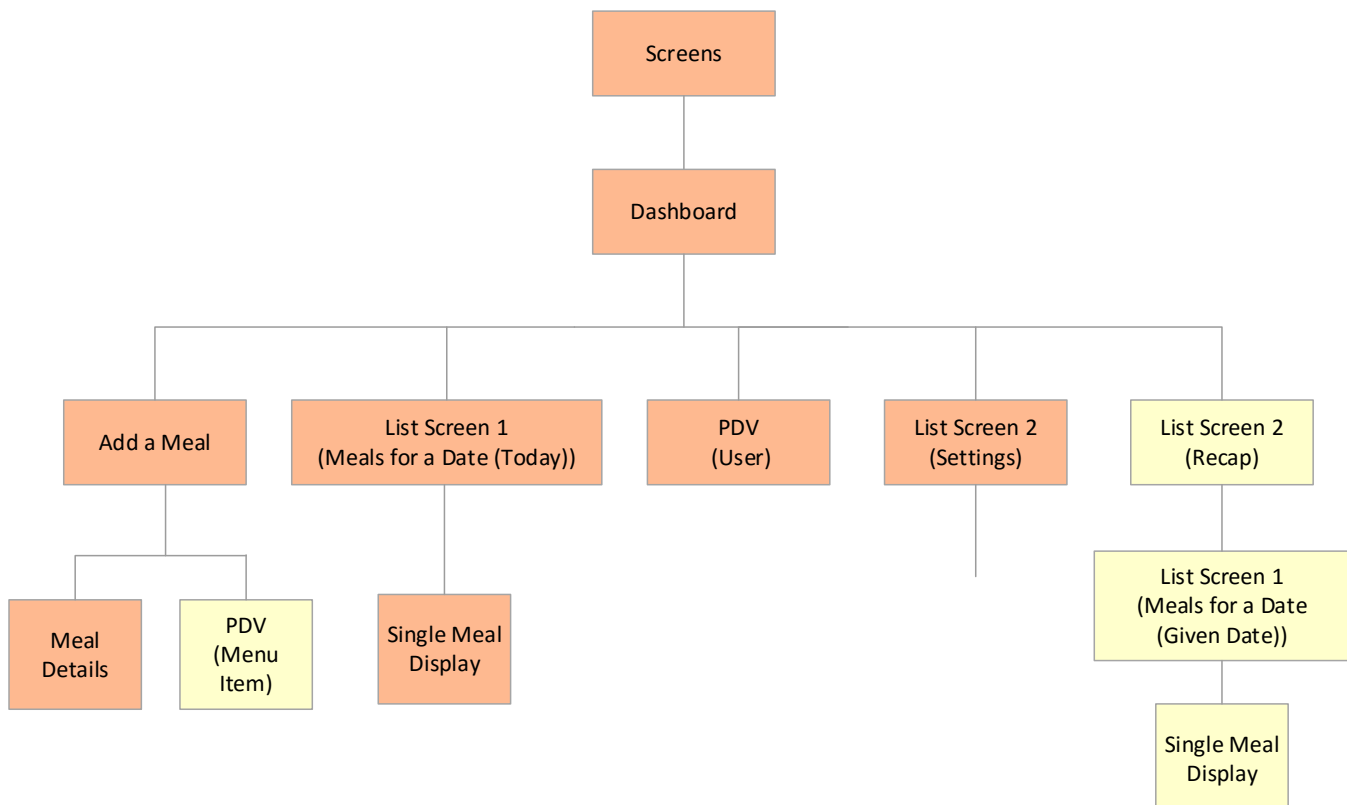 Screens
Dashboard
Add a Meal
List Screen 1
(Meals for a Date (Today))
PDV
(User)
List Screen 2
(Settings)
List Screen 2
(Recap)
Meal
Details
PDV
(Menu
Item)
Single Meal
Display
List Screen 1
(Meals for a Date
(Given Date))
Single Meal
Display